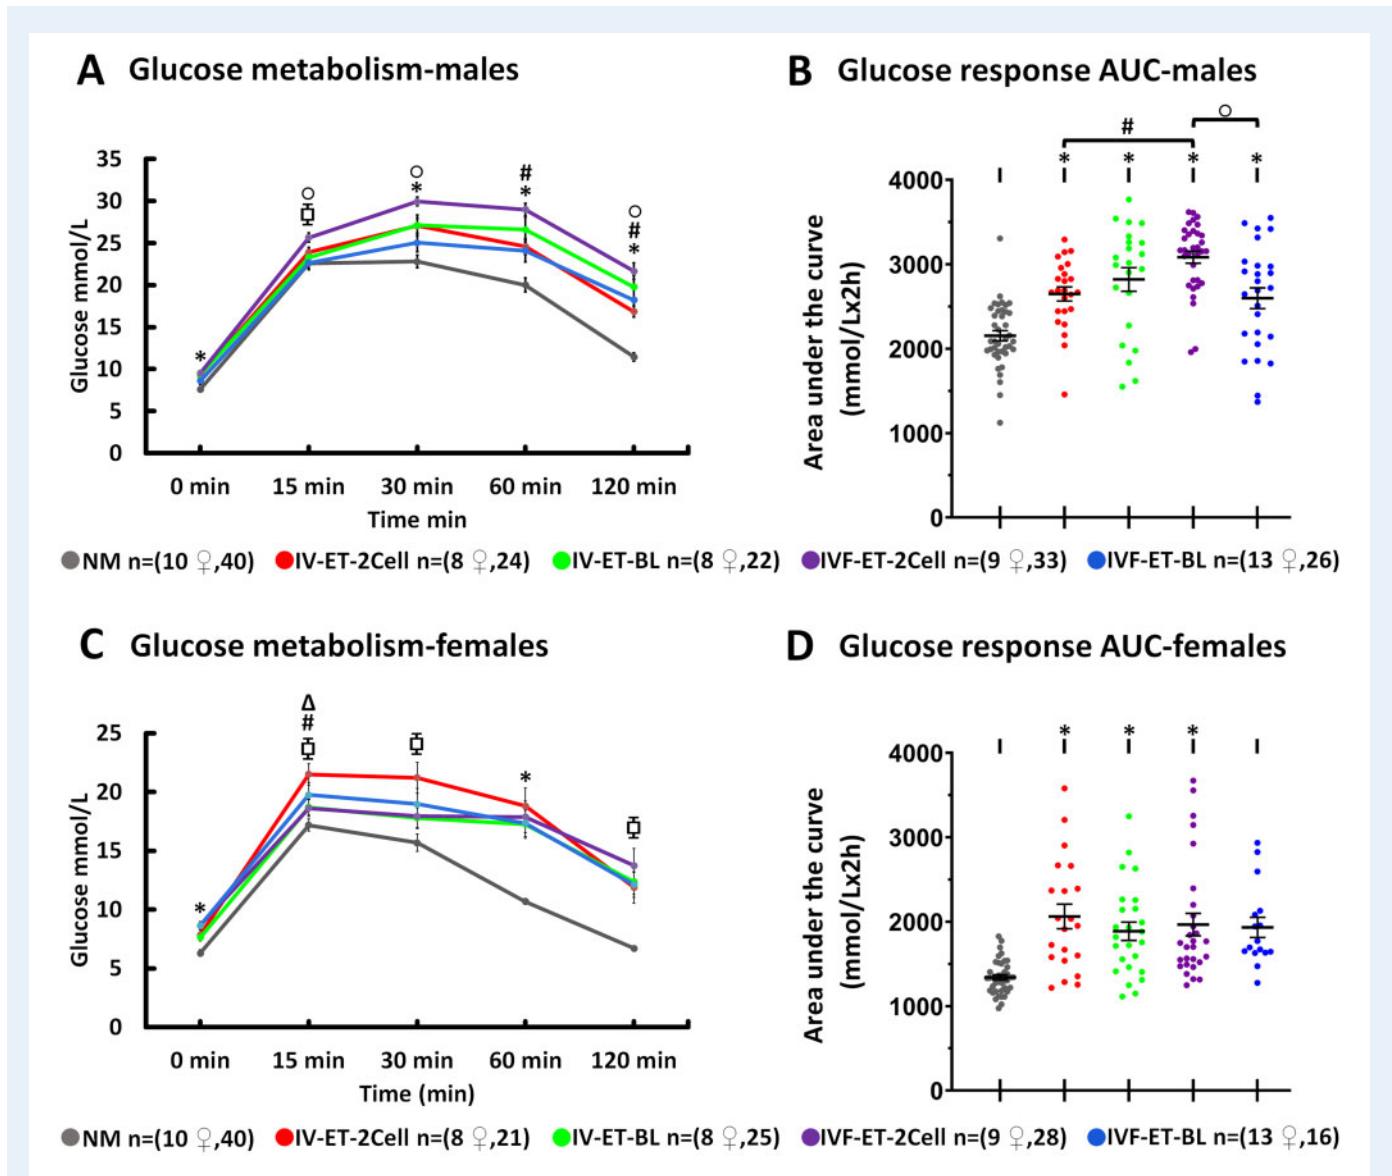 A Glucose metabolism-males
35
30
25
20
15
10
5
0
Glucose mmol/L
○
○
*
#
*
○
#
*
*
0 min 15 min 30 min 60 min 120 min
Time min
B Glucose response AUC-males
○
#
* * * *
4000
3000
2000
1000
0
Area under the curve
(mmol/Lx2h)
NM n=(10 ♀,40) IV-ET-2Cell n=(8 ♀,24) IV-ET-BL n=(8 ♀,22) IVF-ET-2Cell n=(9 ♀,33) IVF-ET-BL n=(13 ♀,26)
C Glucose metabolism-females
25
20
15
10
5
0
Glucose mmol/L
Δ
#
*
*
0 min 15 min 30 min 60 min 120 min
Time (min)
D Glucose response AUC-females
* * *
4000
3000
2000
1000
0
Area under the curve
(mmol/Lx2h)
NM n=(10 ♀,40) IV-ET-2Cell n=(8 ♀,21) IV-ET-BL n=(8 ♀,25) IVF-ET-2Cell n=(9 ♀,28) IVF-ET-BL n=(13 ♀,16)